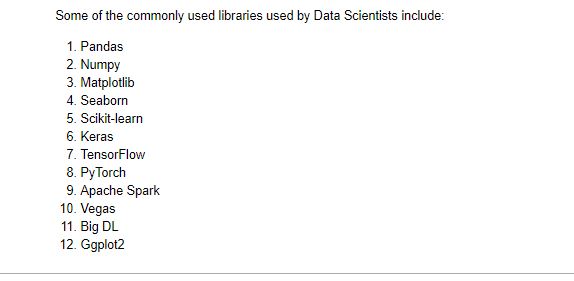 Some of the commonly used libraries used by Data Scientists include:
1. Pandas
2. Numpy
3. Matplotlib
4. Seaborn
5. Scikit-learn
6. Keras
7. TensorFlow
8. PyTorch
9. Apache Spark
10. Vegas
11. Big DL
12. Ggplot2